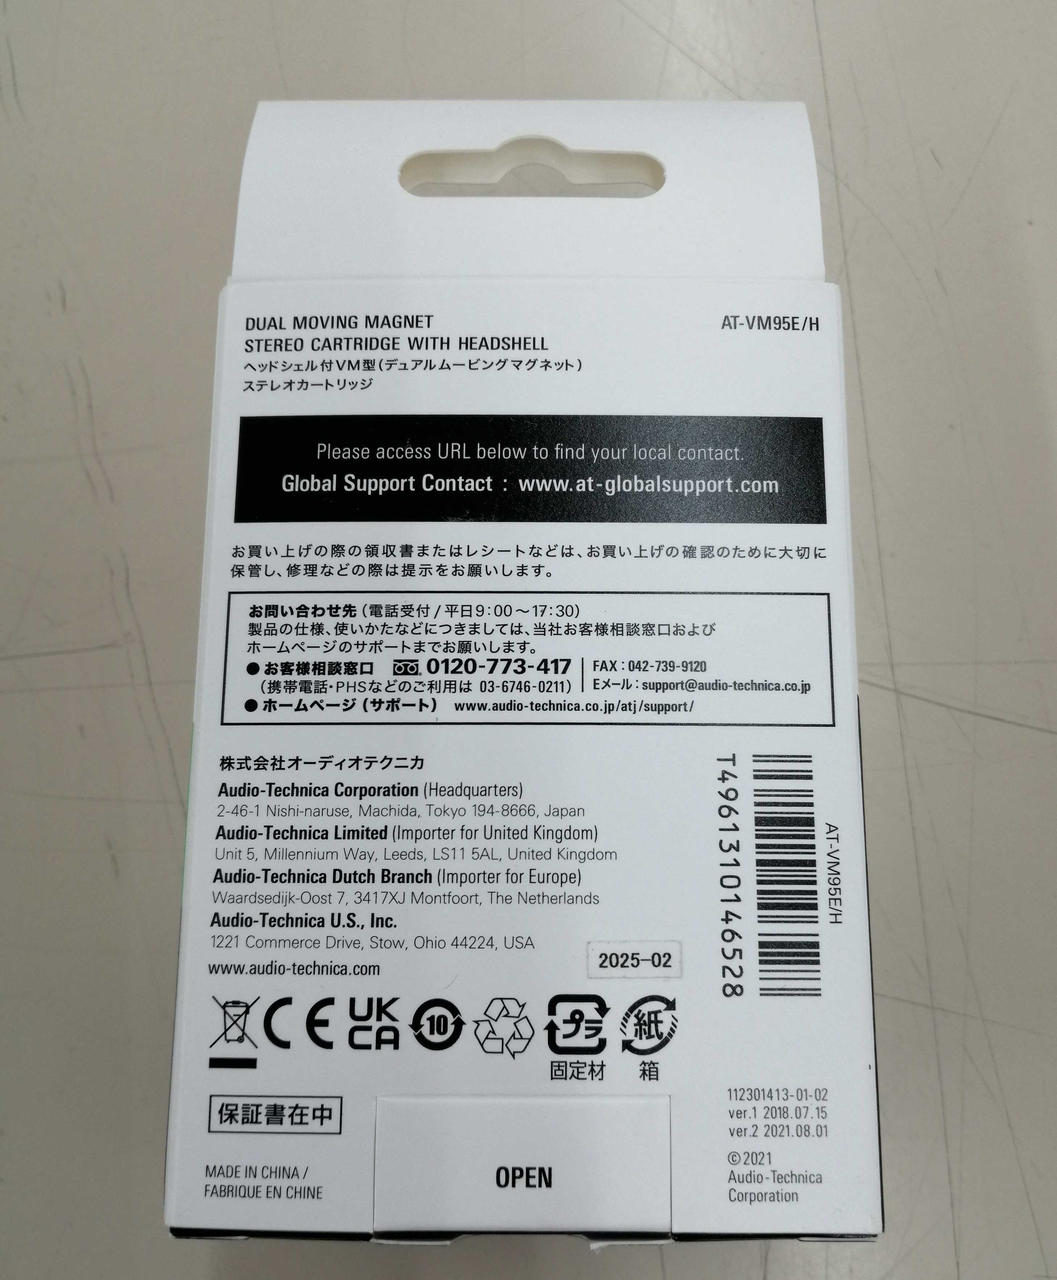 DUAL MOVING MAGNET
STEREO CARTRIDGE WITH HEADSHELL
AT-VM95E/H
ヘッドシェル付VM型(デュアルムービングマグネット)
ステレオカートリッジ
Please access URL below to find your local contact.
Global Support Contact : www.at-globalsupport.com
お買い上げの際の領収書またはレシートなどは、お買い上げの確認のために大切に
保管し、修理などの際は提示をお願いします。
お問い合わせ先(電話受付/平日9:00〜17:30)
製品の仕様、使いかたなどにつきましては、当社お客様相談窓口および
ホームページのサポートまでお願いします。
●お客様相談窓口 0120-773-417
(携帯電話・PHSなどのご利用は 03-6746-0211)
FAX:042-739-9120
Eメール:support@audio-technica.co.jp
●ホームページ(サポート) www.audio-technica.co.jp/atj/support/
株式会社オーディオテクニカ
Audio-Technica Corporation (Headquarters)
2-46-1 Nishi-naruse, Machida, Tokyo 194-8666, Japan
Audio-Technica Limited (Importer for United Kingdom)
Unit 5, Millennium Way, Leeds, LS11 5AL, United Kingdom
Audio-Technica Dutch Branch (Importer for Europe)
Waardsedijk-Oost 7, 3417XJ Montfoort, The Netherlands
Audio-Technica U.S., Inc.
1221 Commerce Drive, Stow, Ohio 44224, USA
www.audio-technica.com
2025-02
T4961310146528
AT-VM95E/H
CE
UK
CA
10
プラ
固定材
紙
箱
保証書在中
MADE IN CHINA /
FABRIQUE EN CHINE
OPEN
112301413-01-02
ver.1 2018.07.15
ver.2 2021.08.01
©2021
Audio-Technica
Corporation